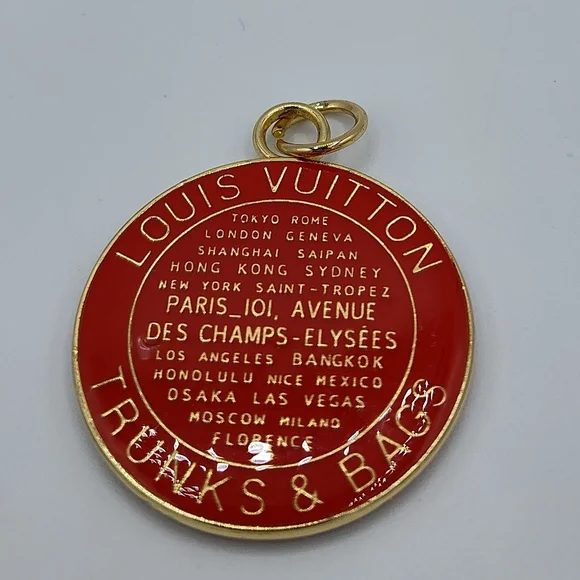 LOUIS VUITTON
TOKYO ROME
LONDON GENEVA
SHANGHAI SAIPAN
HONG KONG SYDNEY
NEW YORK SAINT-TROPEZ
PARIS_101, AVENUE
DES CHAMPS-ELYSÉES
LOS ANGELES BANGKOK
HONOLULU NICE MEXICO
OSAKA LAS VEGAS
MOSCOW MILANO
FLORENCE
TRUNKS & BAGS